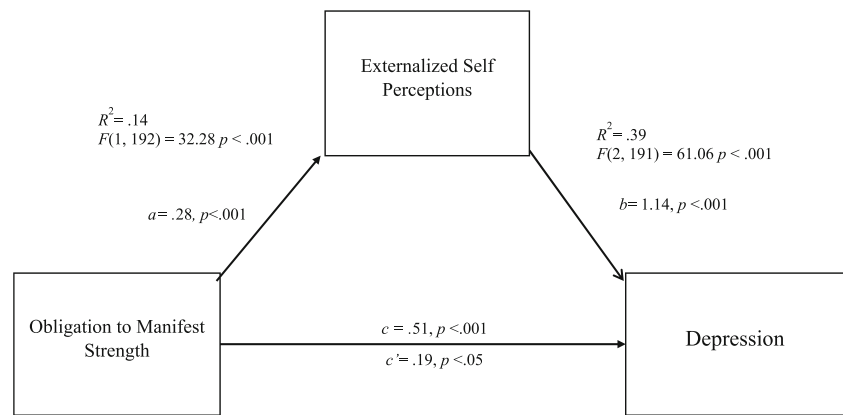 Externalized Self
Perceptions
R²= .14
F(1, 192) = 32.28 p < .001
R²= .39
F(2, 191) = 61.06 p < .001
a= .28, p<.001
b= 1.14, p <.001
Obligation to Manifest
Strength
c = .51, p <.001
c'= .19, p <.05
Depression